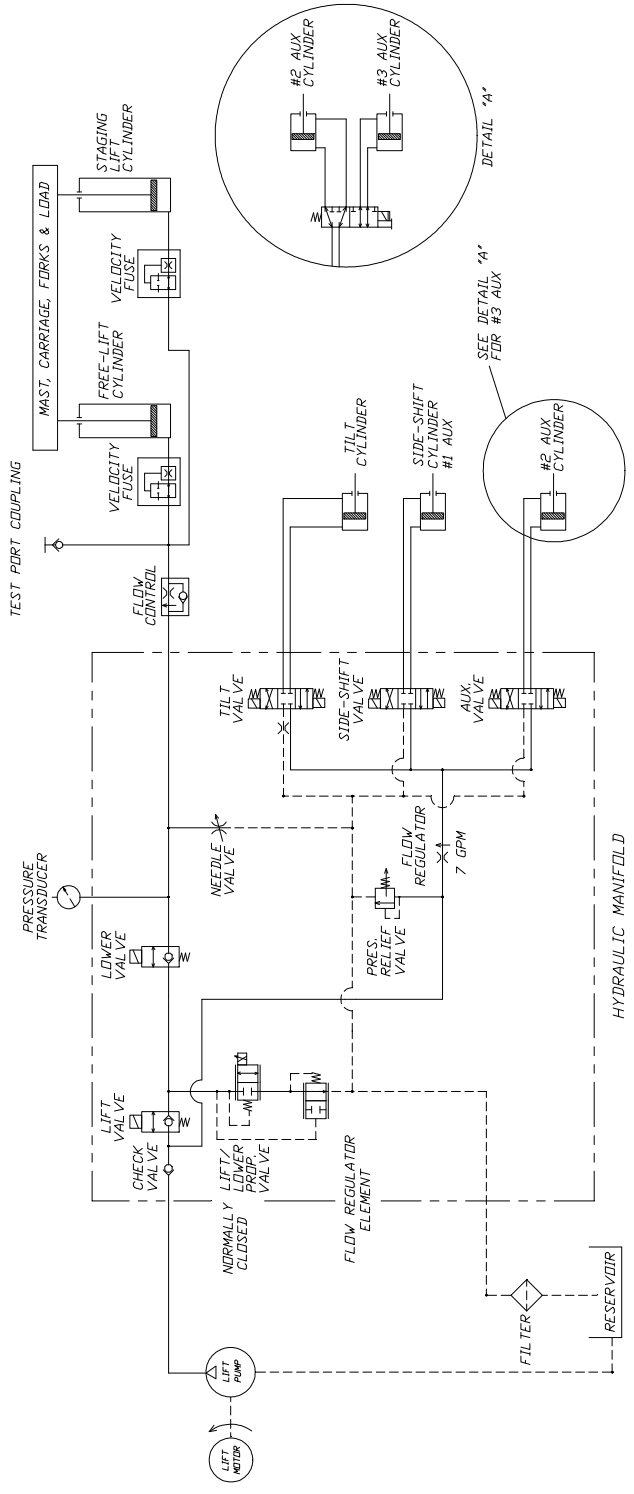 TEST PORT COUPLING
MAST, CARRIAGE, FORKS & LOAD
STAGING
LIFT
CYLINDER
FREE-LIFT
CYLINDER
VELOCITY
FUSE
VELOCITY
FUSE
FLOW
CONTROL
#2 AUX
CYLINDER
#3 AUX
CYLINDER
DETAIL "A"
SEE DETAIL "A"
FOR #3 AUX
TILT
CYLINDER
SIDE-SHIFT
CYLINDER
#1 AUX
#2 AUX
CYLINDER
TILT
VALVE
SIDE-SHIFT
VALVE
AUX.
VALVE
PRESSURE
TRANSDUCER
NEEDLE
VALVE
FLOW
REGULATOR
7 GPM
PRES.
RELIEF
VALVE
LOWER
VALVE
LIFT
VALVE
CHECK
VALVE
NORMALLY
CLOSED
LIFT/
LOWER
PROP.
VALVE
FLOW REGULATOR
ELEMENT
HYDRAULIC MANIFOLD
LIFT
PUMP
LIFT
MOTOR
FILTER
RESERVOIR